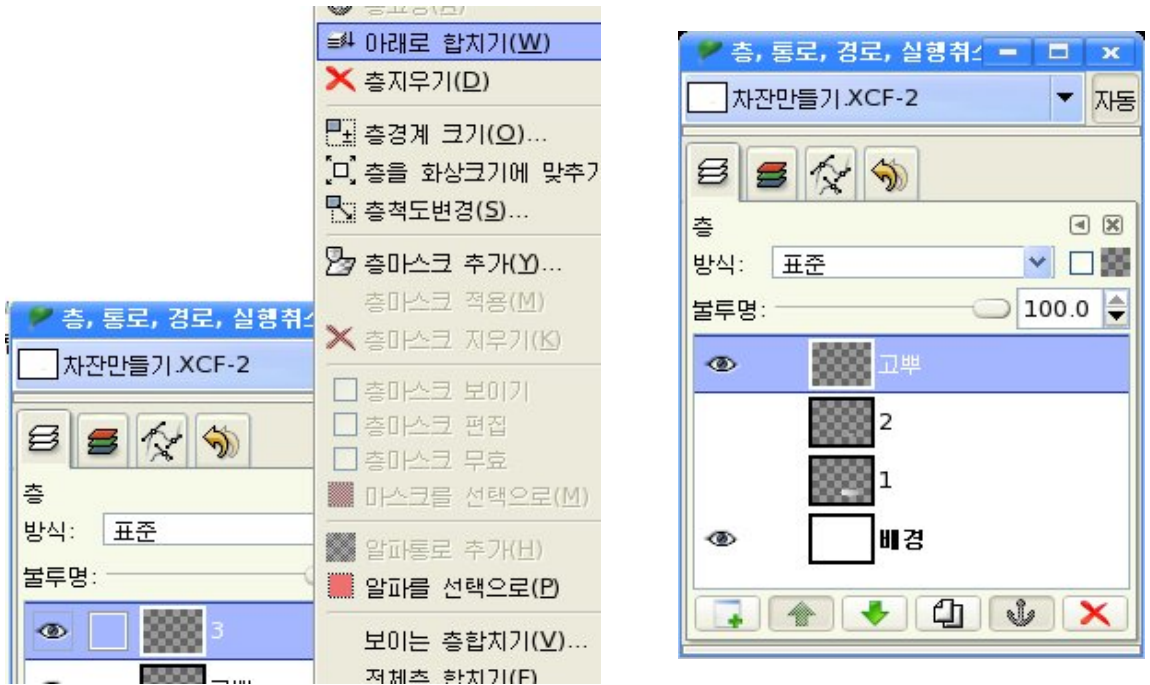 아래로 합치기(W)
층지우기(D)
층경계 크기(O)...
층을 화상크기에 맞추기
층척도변경(S)...
층마스크 추가(Y)...
층마스크 적용(M)
층마스크 지우기(K)
층마스크 보이기
층마스크 편집
층마스크 무효
마스크를 선택으로(M)
알파통로 추가(H)
알파를 선택으로(P)
보이는 층합치기(V)...
전체층 합치기(F)
층, 통로, 경로, 실행취
차잔만들기.XCF-2
층
방식: 표준
불투명:
3
고뿌
층, 통로, 경로, 실행취
차잔만들기.XCF-2
자동
층
방식: 표준
불투명: 100.0
고뿌
2
1
배경